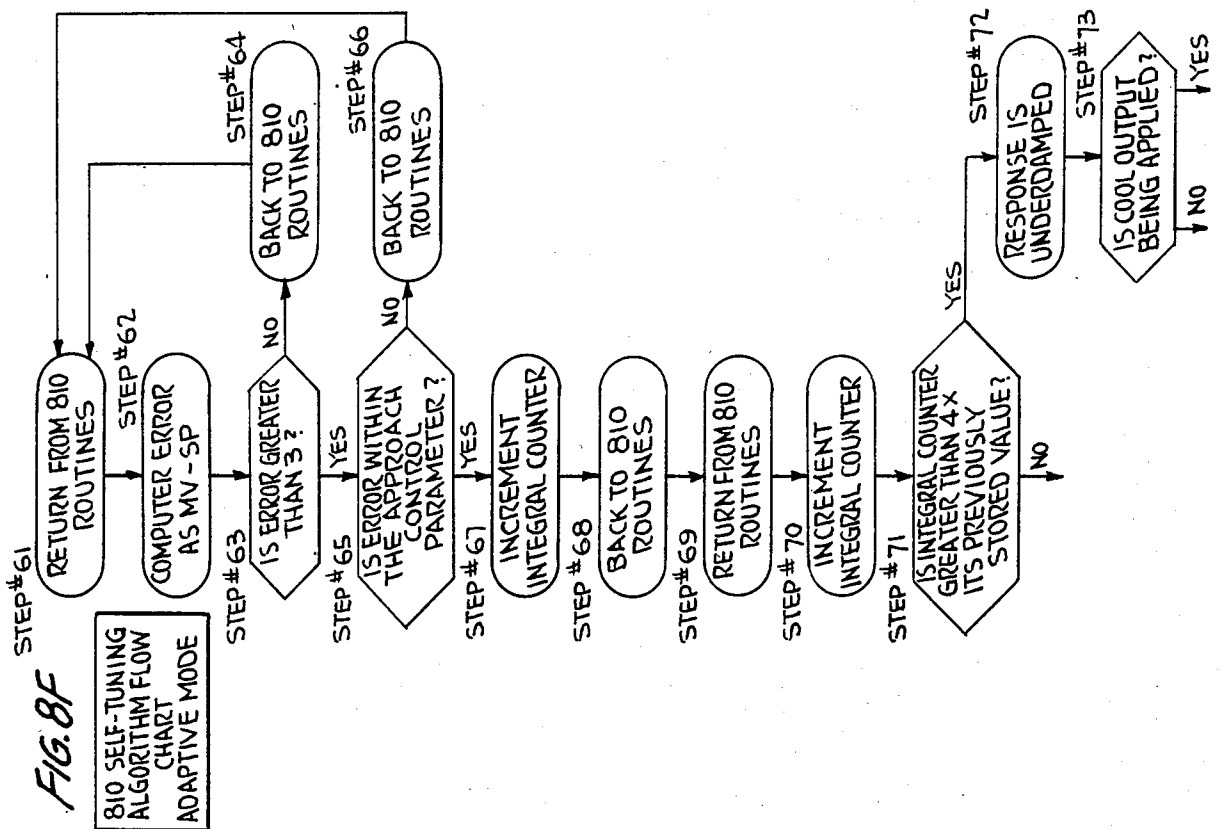 FIG. 8F
810 SELF-TUNING
ALGORITHM FLOW
CHART
ADAPTIVE MODE
STEP#61
RETURN FROM 810
ROUTINES
STEP#62
COMPUTER ERROR
AS MV-SP
STEP#63
IS ERROR GREATER
THAN 3?
NO
YES
STEP#64
BACK TO 810
ROUTINES
STEP#65
IS ERROR WITHIN
THE APPROACH
CONTROL
PARAMETER?
NO
YES
STEP#66
BACK TO 810
ROUTINES
STEP#67
INCREMENT
INTEGRAL COUNTER
STEP#68
BACK TO 810
ROUTINES
STEP#69
RETURN FROM 810
ROUTINES
STEP#70
INCREMENT
INTEGRAL COUNTER
STEP#71
IS INTEGRAL COUNTER
GREATER THAN 4X
ITS PREVIOUSLY
STORED VALUE?
YES
NO
STEP#72
RESPONSE IS
UNDERDAMPED
STEP#73
IS COOL OUTPUT
BEING APPLIED?
NO
YES